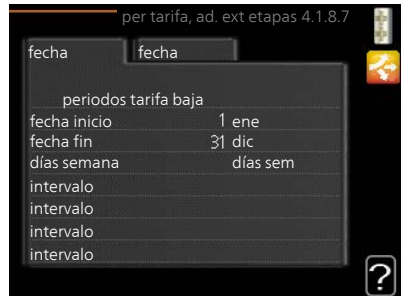 per tarifa, ad. ext etapas 4.1.8.7
fecha fecha
periodos tarifa baja
fecha inicio 1 ene
fecha fin 31 dic
días semana días sem
intervalo
intervalo
intervalo
intervalo
?